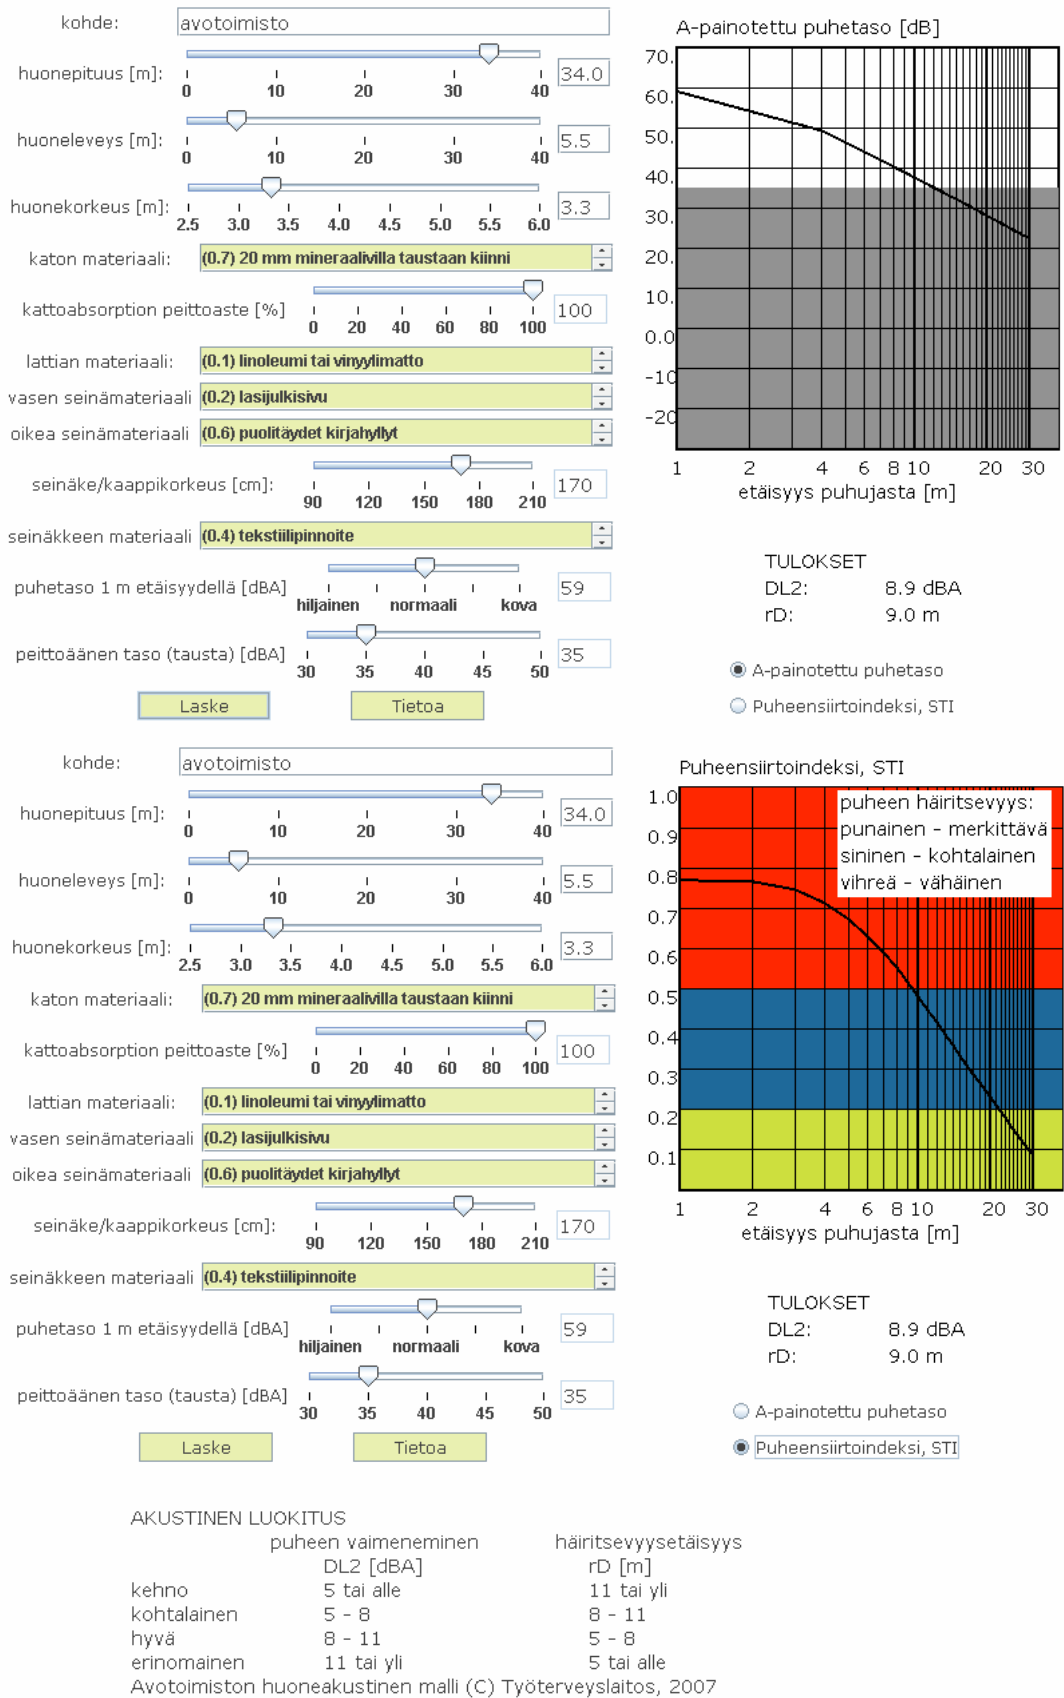 kohde: avotoimisto
huonepituus [m]: 34.0
0 10 20 30 40
huoneleveys [m]: 5.5
0 10 20 30 40
huonekorkeus [m]: 3.3
2.5 3.0 3.5 4.0 4.5 5.0 5.5 6.0
katon materiaali: (0.7) 20 mm mineraalivilla taustaan kiinni
kattoabsorption peittoaste [%] 100
0 20 40 60 80 100
lattian materiaali: (0.1) linoleumi tai vinyylimatto
vasen seinämateriaali (0.2) lasijulkisivu
oikea seinämateriaali (0.6) puolitäydet kirjahyllyt
seinäke/kaappikorkeus [cm]: 170
90 120 150 180 210
seinäkkeen materiaali (0.4) tekstiilipinnoite
puhetaso 1 m etäisyydellä [dBA] 59
hiljainen normaali kova
peittoäänen taso (tausta) [dBA] 35
30 35 40 45 50
Laske Tietoa
A-painotettu puhetaso [dB]
70.
60.
50.
40.
30.
20.
10.
0.0
-10
-20
1 2 4 6 8 10 20 30
etäisyys puhujasta [m]
TULOKSET
DL2: 8.9 dBA
rD: 9.0 m
A-painotettu puhetaso
Puheensiirtoindeksi, STI
kohde: avotoimisto
huonepituus [m]: 34.0
0 10 20 30 40
huoneleveys [m]: 5.5
0 10 20 30 40
huonekorkeus [m]: 3.3
2.5 3.0 3.5 4.0 4.5 5.0 5.5 6.0
katon materiaali: (0.7) 20 mm mineraalivilla taustaan kiinni
kattoabsorption peittoaste [%] 100
0 20 40 60 80 100
lattian materiaali: (0.1) linoleumi tai vinyylimatto
vasen seinämateriaali (0.2) lasijulkisivu
oikea seinämateriaali (0.6) puolitäydet kirjahyllyt
seinäke/kaappikorkeus [cm]: 170
90 120 150 180 210
seinäkkeen materiaali (0.4) tekstiilipinnoite
puhetaso 1 m etäisyydellä [dBA] 59
hiljainen normaali kova
peittoäänen taso (tausta) [dBA] 35
30 35 40 45 50
Laske Tietoa
Puheensiirtoindeksi, STI
puheen häiritsevyys:
punainen - merkittävä
sininen - kohtalainen
vihreä - vähäinen
1.0
0.9
0.8
0.7
0.6
0.5
0.4
0.3
0.2
0.1
1 2 4 6 8 10 20 30
etäisyys puhujasta [m]
TULOKSET
DL2: 8.9 dBA
rD: 9.0 m
A-painotettu puhetaso
Puheensiirtoindeksi, STI
AKUSTINEN LUOKITUS
puheen vaimeneminen häiritsevyysetäisyys
DL2 [dBA] rD [m]
kehno 5 tai alle 11 tai yli
kohtalainen 5 - 8 8 - 11
hyvä 8 - 11 5 - 8
erinomainen 11 tai yli 5 tai alle
Avotoimiston huoneakustinen malli (C) Työterveyslaitos, 2007